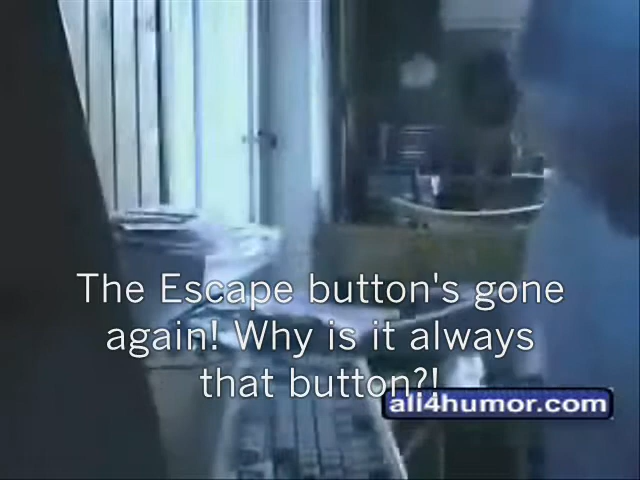 The Escape button's gone
again! Why is it always
that button?!
all4humor.com